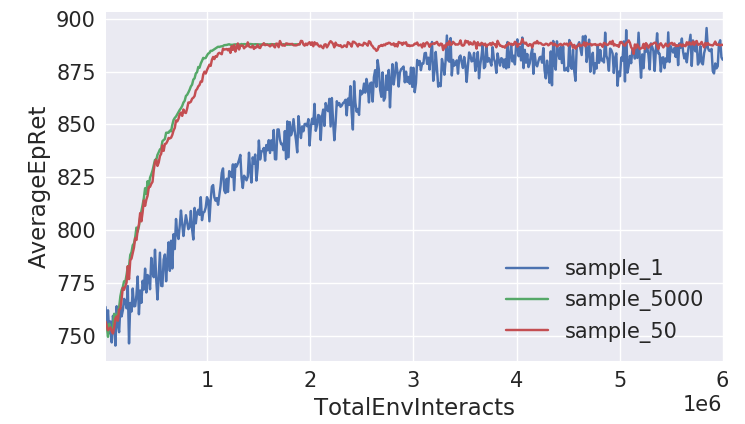 900
875
850
825
800
775
750
AverageEpRet
sample_1
sample_5000
sample_50
1 2 3 4 5 6
1e6
TotalEnvInteracts